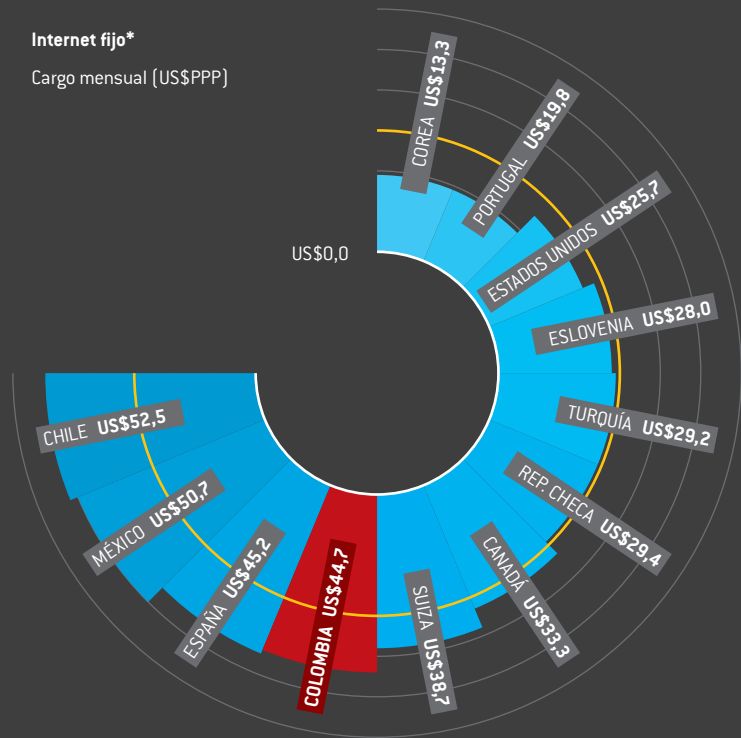 Internet fijo*
Cargo mensual (US$PPP)
US$0,0
COREA US$13,3
PORTUGAL US$19,8
ESTADOS UNIDOS US$25,7
ESLOVENIA US$28,0
TURQUÍA US$29,2
REP. CHECA US$29,4
CANADÁ US$33,3
SUIZA US$38,7
COLOMBIA US$44,7
ESPAÑA US$45,2
MÉXICO US$50,7
CHILE US$52,5